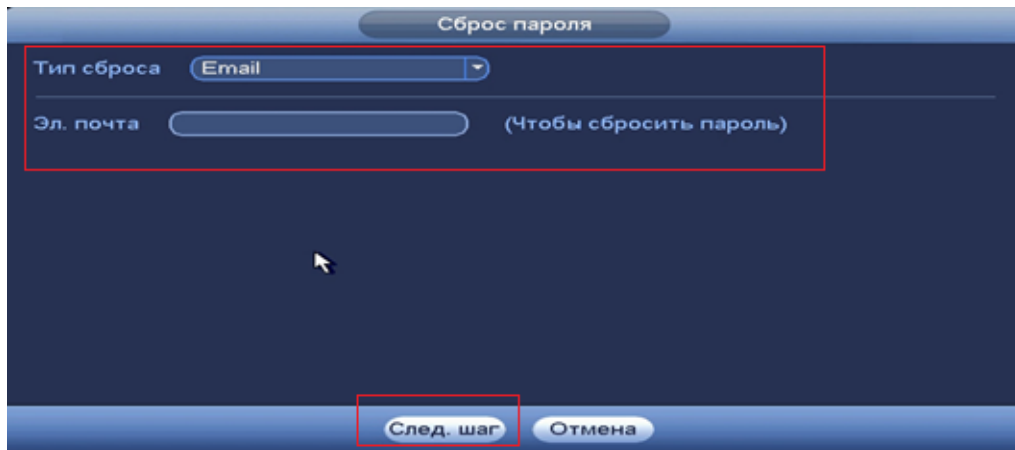 Сброс пароля
Тип сброса Email
Эл. почта (Чтобы сбросить пароль)
След. шаг Отмена